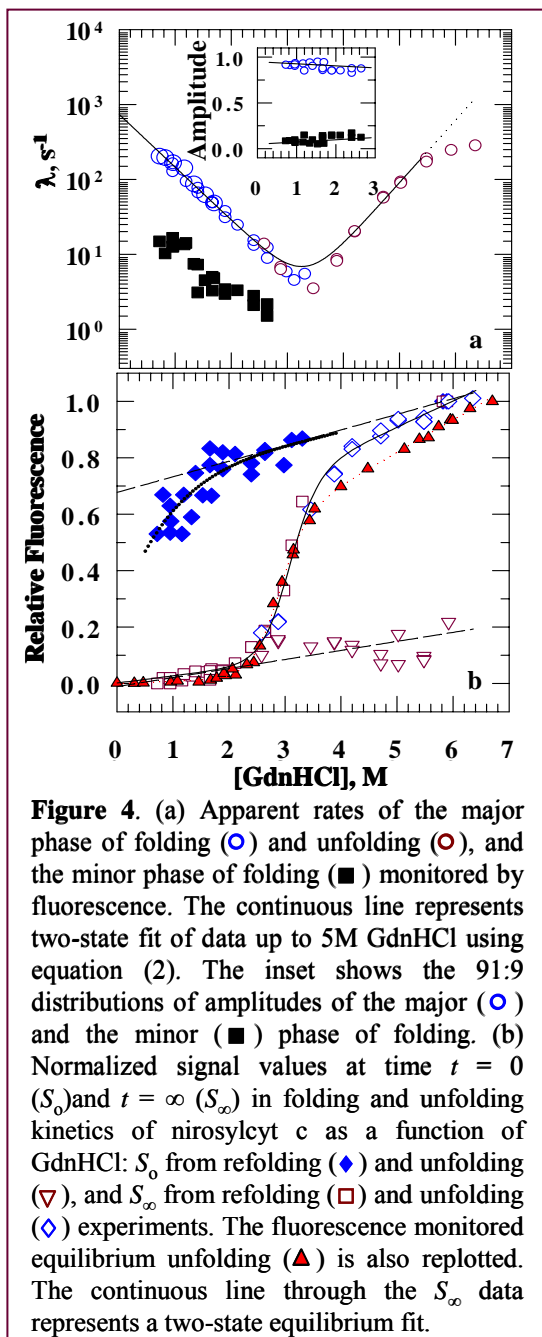 Amplitude
1.0
0.5
0.0
0 1 2 3
10⁴
10³
10²
10¹
10⁰
λ, s⁻¹
a
1.0
0.8
0.6
0.4
0.2
0.0
Relative Fluorescence
b
0 1 2 3 4 5 6 7
[GdnHCl], M
Figure 4. (a) Apparent rates of the major
phase of folding (○) and unfolding (○), and
the minor phase of folding (■) monitored by
fluorescence. The continuous line represents
two-state fit of data up to 5M GdnHCl using
equation (2). The inset shows the 91:9
distributions of amplitudes of the major (○)
and the minor (■) phase of folding. (b)
Normalized signal values at time t = 0
(Sₒ)and t = ∞ (S∞) in folding and unfolding
kinetics of nirosylcyt c as a function of
GdnHCl: Sₒ from refolding (◆) and unfolding
(▽), and S∞ from refolding (□) and unfolding
(◇) experiments. The fluorescence monitored
equilibrium unfolding (▲) is also replotted.
The continuous line through the S∞ data
represents a two-state equilibrium fit.